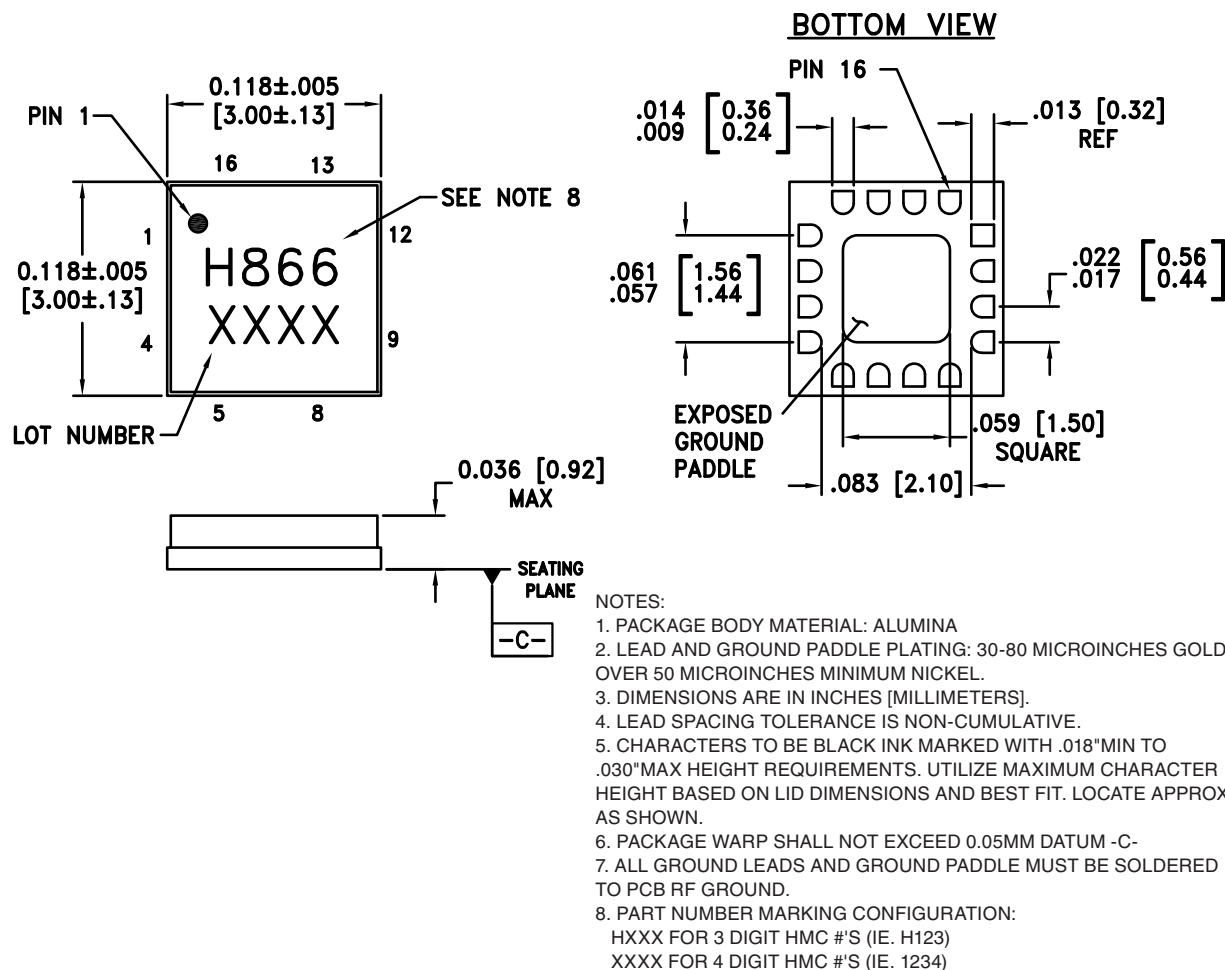 0.118±.005
[3.00±.13]
PIN 1
16 13
SEE NOTE 8
1
12
H866
0.118±.005
[3.00±.13]
XXXX
4
9
5 8
LOT NUMBER
0.036 [0.92]
MAX
SEATING
PLANE
-C-
BOTTOM VIEW
PIN 16
.014 [0.36
.009 0.24]
.013 [0.32]
REF
.061 [1.56
.057 1.44]
.022 [0.56
.017 0.44]
EXPOSED
GROUND
PADDLE
.059 [1.50]
SQUARE
.083 [2.10]
NOTES:
1. PACKAGE BODY MATERIAL: ALUMINA
2. LEAD AND GROUND PADDLE PLATING: 30-80 MICROINCHES GOLD
OVER 50 MICROINCHES MINIMUM NICKEL.
3. DIMENSIONS ARE IN INCHES [MILLIMETERS].
4. LEAD SPACING TOLERANCE IS NON-CUMULATIVE.
5. CHARACTERS TO BE BLACK INK MARKED WITH .018"MIN TO
.030"MAX HEIGHT REQUIREMENTS. UTILIZE MAXIMUM CHARACTER
HEIGHT BASED ON LID DIMENSIONS AND BEST FIT. LOCATE APPROX
AS SHOWN.
6. PACKAGE WARP SHALL NOT EXCEED 0.05MM DATUM -C-
7. ALL GROUND LEADS AND GROUND PADDLE MUST BE SOLDERED
TO PCB RF GROUND.
8. PART NUMBER MARKING CONFIGURATION:
HXXX FOR 3 DIGIT HMC #'S (IE. H123)
XXXX FOR 4 DIGIT HMC #'S (IE. 1234)